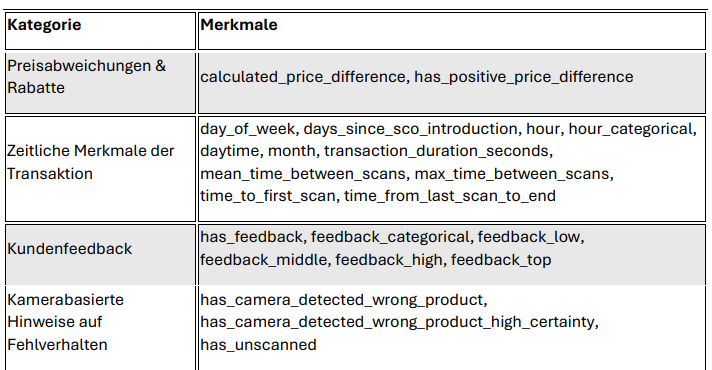 Kategorie
Merkmale
Preisabweichungen &
Rabatte
calculated_price_difference, has_positive_price_difference
Zeitliche Merkmale der
Transaktion
day_of_week, days_since_sco_introduction, hour, hour_categorical,
daytime, month, transaction_duration_seconds,
mean_time_between_scans, max_time_between_scans,
time_to_first_scan, time_from_last_scan_to_end
Kundenfeedback
has_feedback, feedback_categorical, feedback_low,
feedback_middle, feedback_high, feedback_top
Kamerabasierte
Hinweise auf
Fehlverhalten
has_camera_detected_wrong_product,
has_camera_detected_wrong_product_high_certainty,
has_unscanned